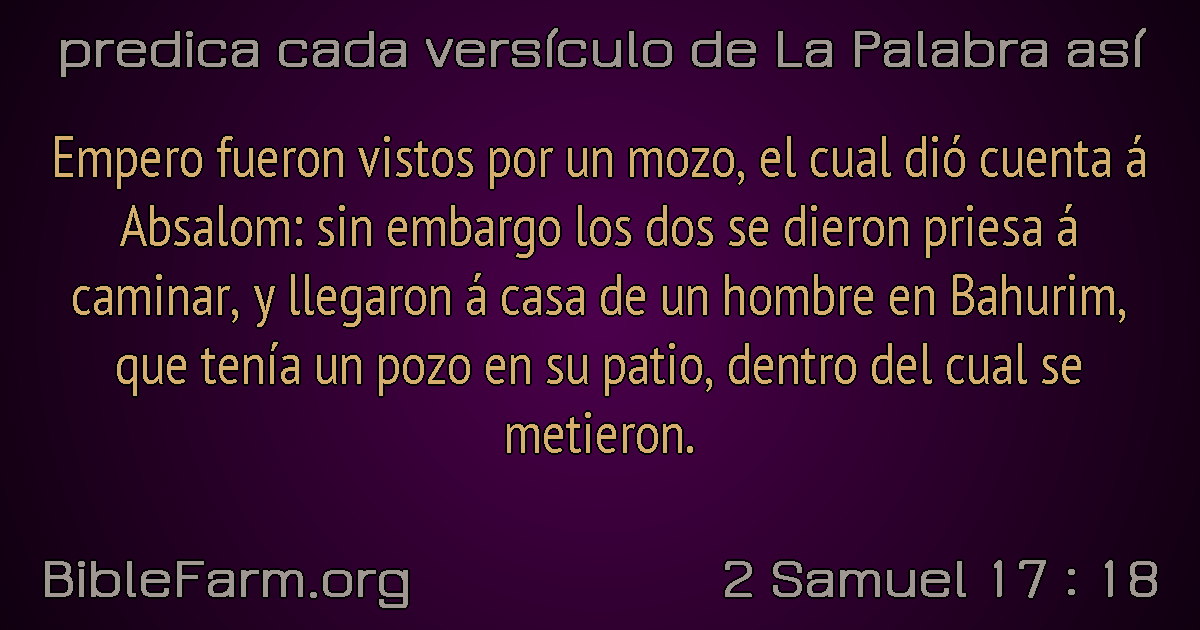 predica cada versículo de La Palabra así
Empero fueron vistos por un mozo, el cual dió cuenta á
Absalom: sin embargo los dos se dieron priesa á
caminar, y llegaron á casa de un hombre en Bahurim,
que tenía un pozo en su patio, dentro del cual se
metieron.
BibleFarm.org
2 Samuel 17 : 18